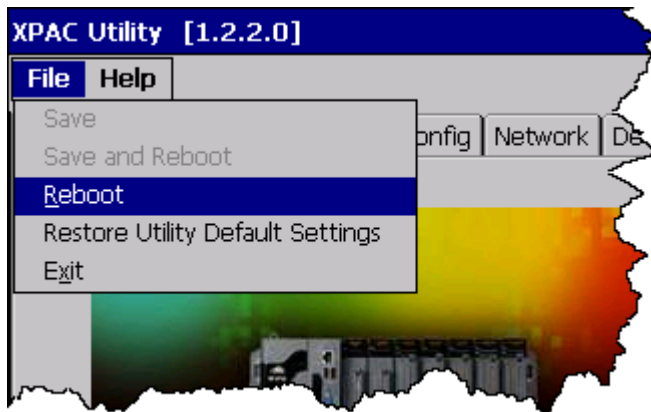 XPAC Utility [1.2.2.0]
File Help
Save
Save and Reboot
Network
Reboot
Restore Utility Default Settings
Exit